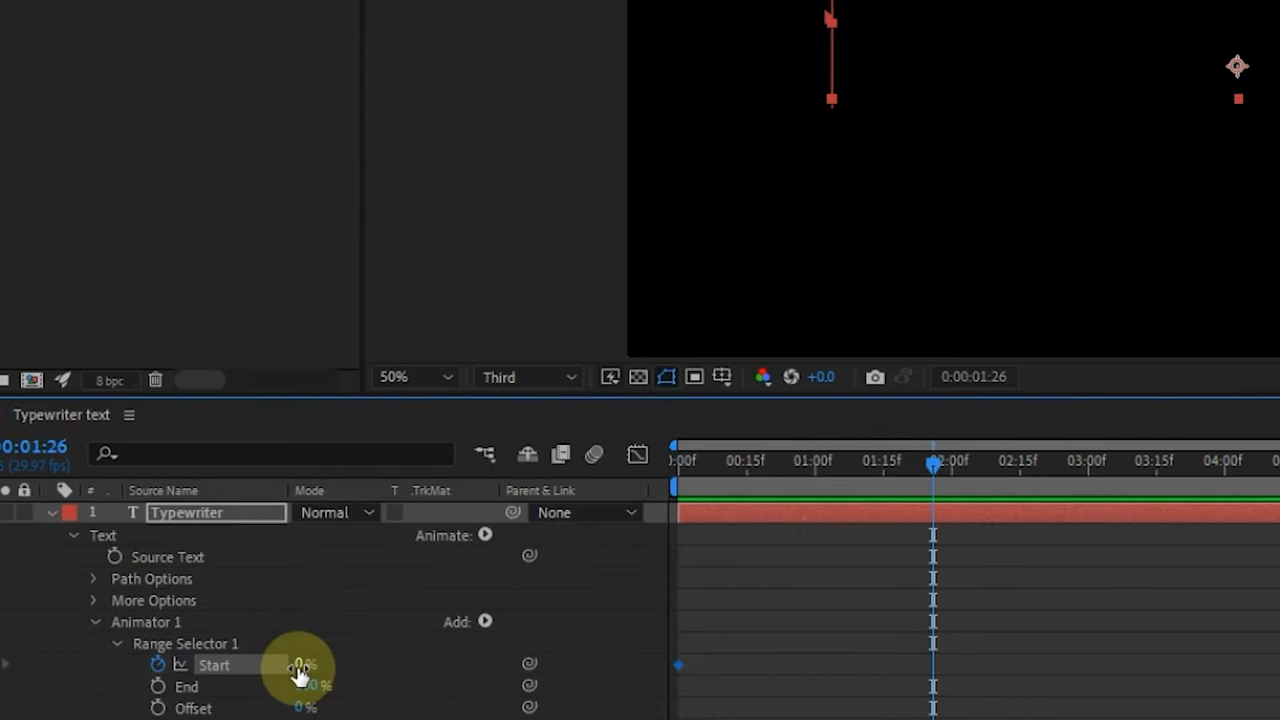 8 bpc
50% Third +0.0 0:00:01:26
Typewriter text
0:00:01:26
(29.97 fps)
:00f 00:15f 01:00f 01:15f 02:00f 02:15f 03:00f 03:15f 04:00f
# . Source Name Mode T .TrkMat Parent & Link
1 T Typewriter Normal None
Text Animate:
Source Text
Path Options
More Options
Animator 1 Add:
Range Selector 1
Start 0%
End %
Offset 0%